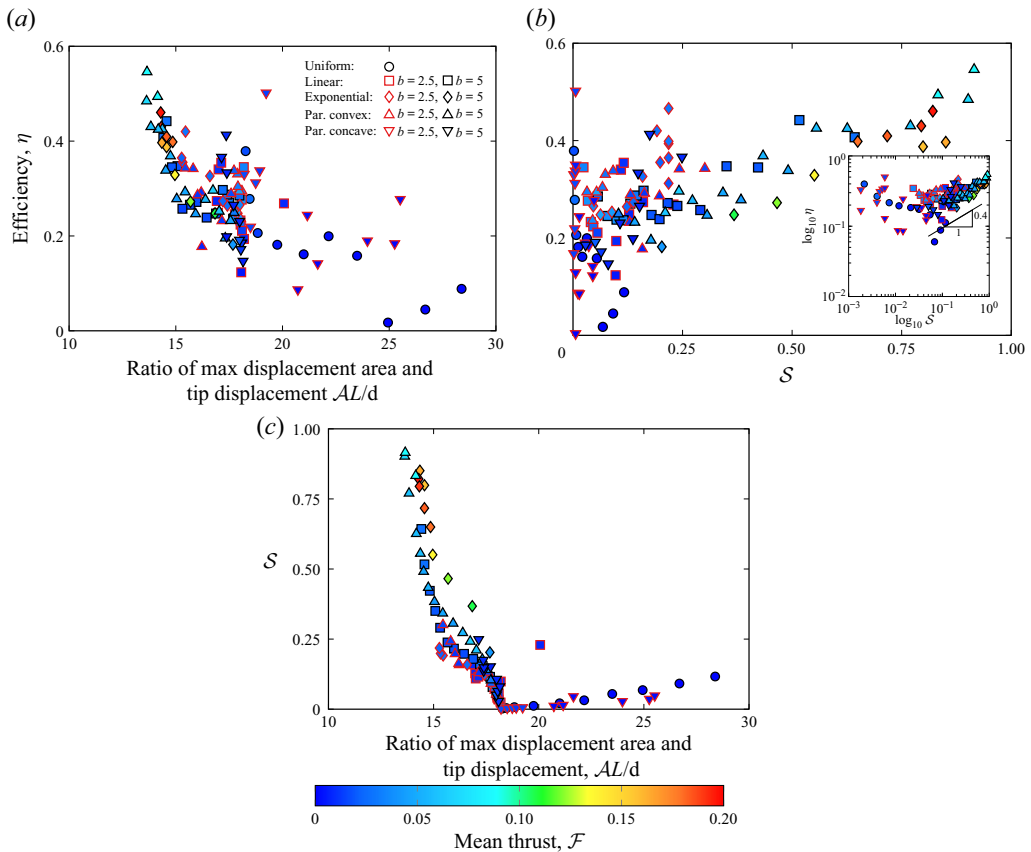 (a)
(b)
0.6
0.4
0.2
0
Efficiency, η
Uniform:
Linear: b = 2.5, b = 5
Exponential: b = 2.5, b = 5
Par. convex: b = 2.5, b = 5
Par. concave: b = 2.5, b = 5
10 15 20 25 30
Ratio of max displacement area and
tip displacement 𝒜L/d
0.6
0.4
0.2
0 0.25 0.50 0.75 1.00
𝒮
log₁₀ η
10⁰
10⁻¹
10⁻²
0.4
1
10⁻³ 10⁻² 10⁻¹ 10⁰
log₁₀ 𝒮
(c)
1.00
0.75
0.50
0.25
0
𝒮
10 15 20 25 30
Ratio of max displacement area and
tip displacement, 𝒜L/d
0 0.05 0.10 0.15 0.20
Mean thrust, ℱ